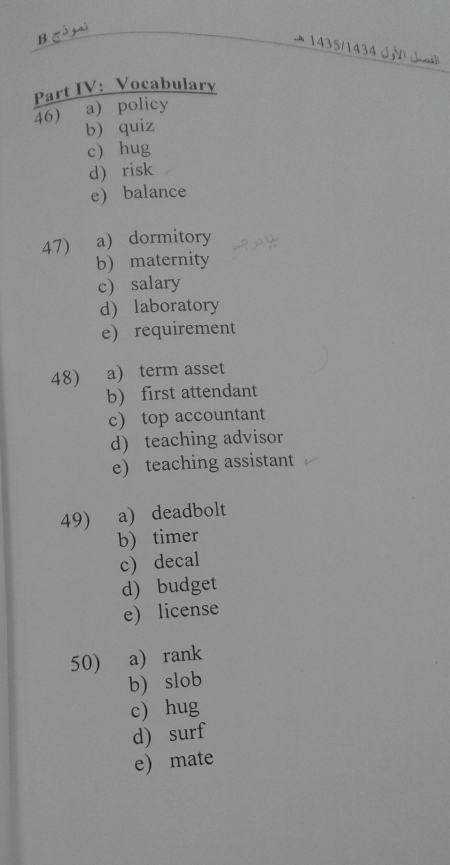 نموذج B
الفصل الأول 1435/1434 هـ
Part IV: Vocabulary
46) a) policy
b) quiz
c) hug
d) risk
e) balance
47) a) dormitory
b) maternity
c) salary
d) laboratory
e) requirement
48) a) term asset
b) first attendant
c) top accountant
d) teaching advisor
e) teaching assistant
49) a) deadbolt
b) timer
c) decal
d) budget
e) license
50) a) rank
b) slob
c) hug
d) surf
e) mate